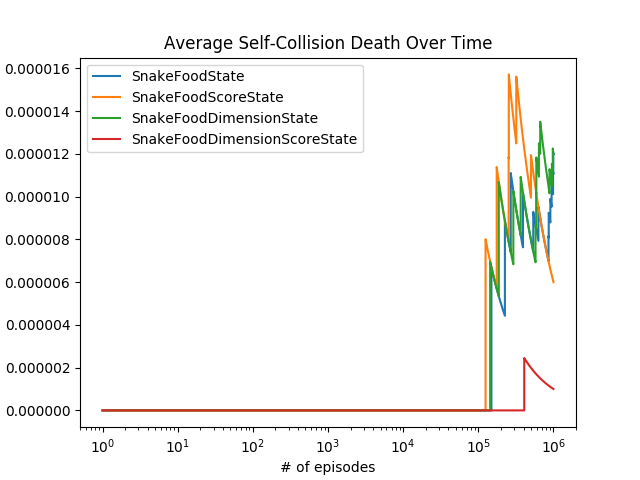 Average Self-Collision Death Over Time
0.000016
0.000014
0.000012
0.000010
0.000008
0.000006
0.000004
0.000002
0.000000
SnakeFoodState
SnakeFoodScoreState
SnakeFoodDimensionState
SnakeFoodDimensionScoreState
10⁰ 10¹ 10² 10³ 10⁴ 10⁵ 10⁶
# of episodes